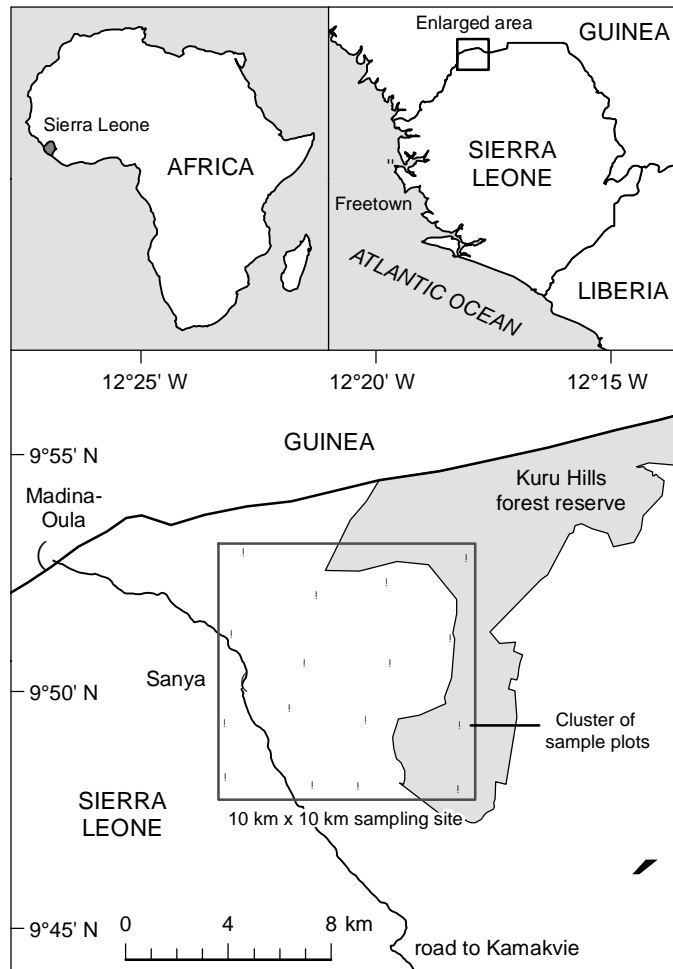 Enlarged area
GUINEA
Sierra Leone
AFRICA
SIERRA
LEONE
Freetown
ATLANTIC OCEAN
LIBERIA
12°25' W
12°20' W
12°15' W
9°55' N
GUINEA
Kuru Hills
forest reserve
Madina-
Oula
Sanya
9°50' N
Cluster of
sample plots
SIERRA
LEONE
10 km x 10 km sampling site
0
4
8 km
9°45' N
road to Kamakvie